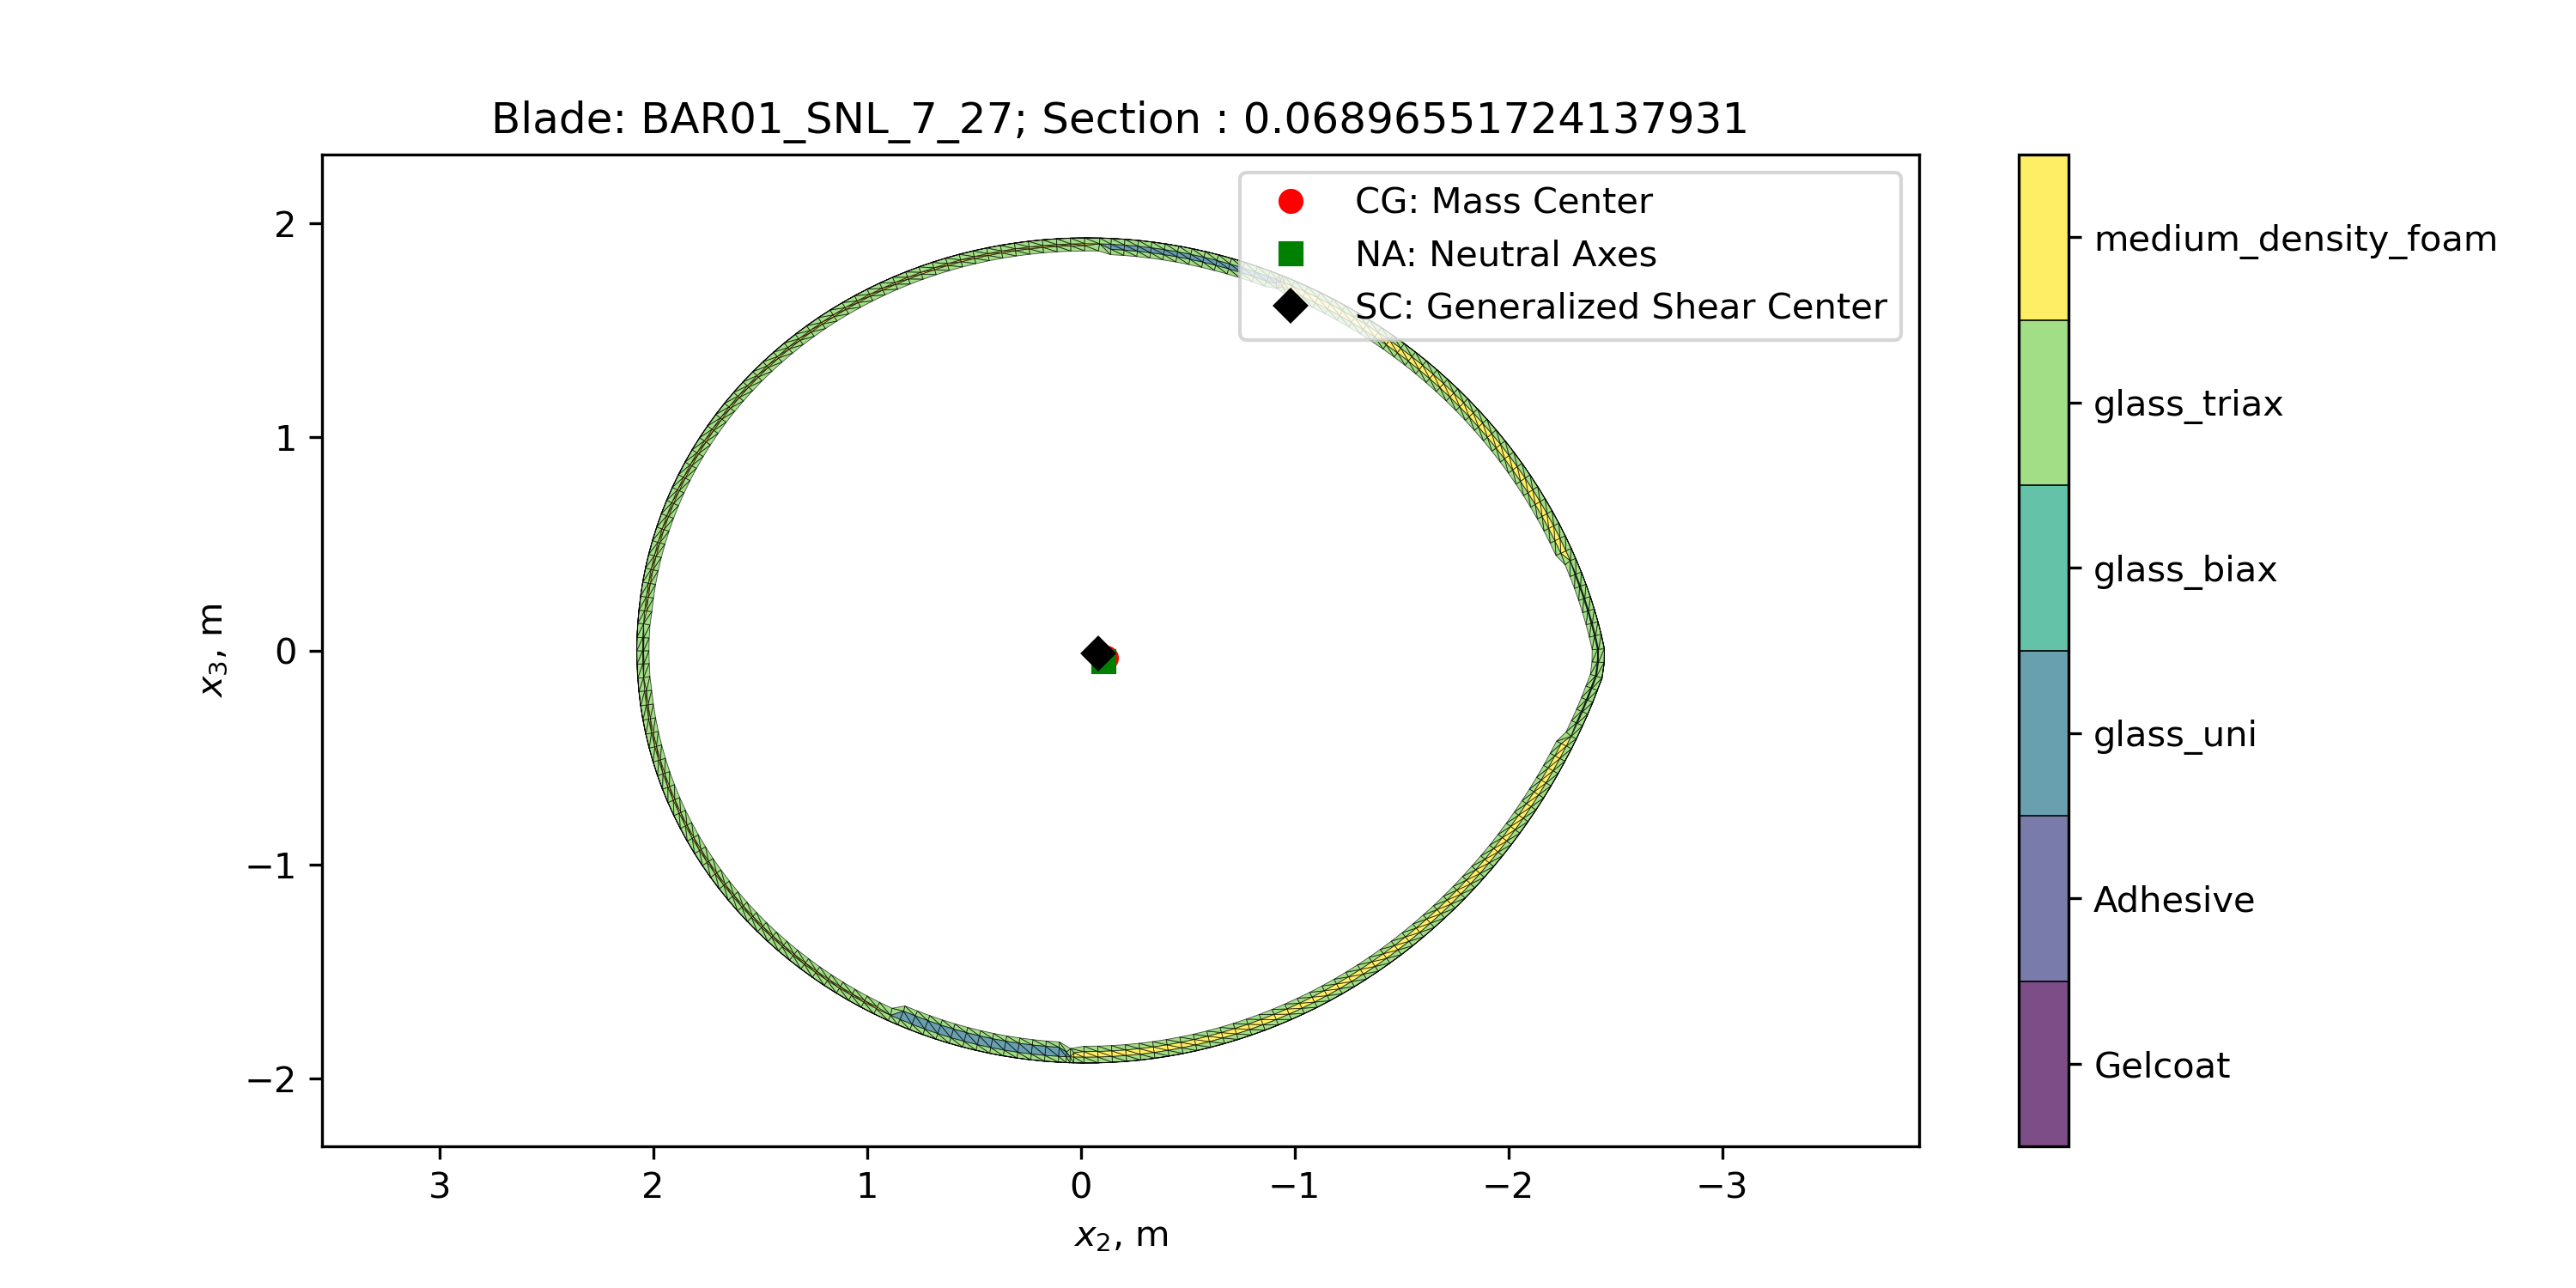 Blade: BAR01_SNL_7_27; Section : 0.06896551724137931
CG: Mass Center
NA: Neutral Axes
SC: Generalized Shear Center
2
1
0
−1
−2
x₃, m
3
2
1
0
−1
−2
−3
x₂, m
medium_density_foam
glass_triax
glass_biax
glass_uni
Adhesive
Gelcoat